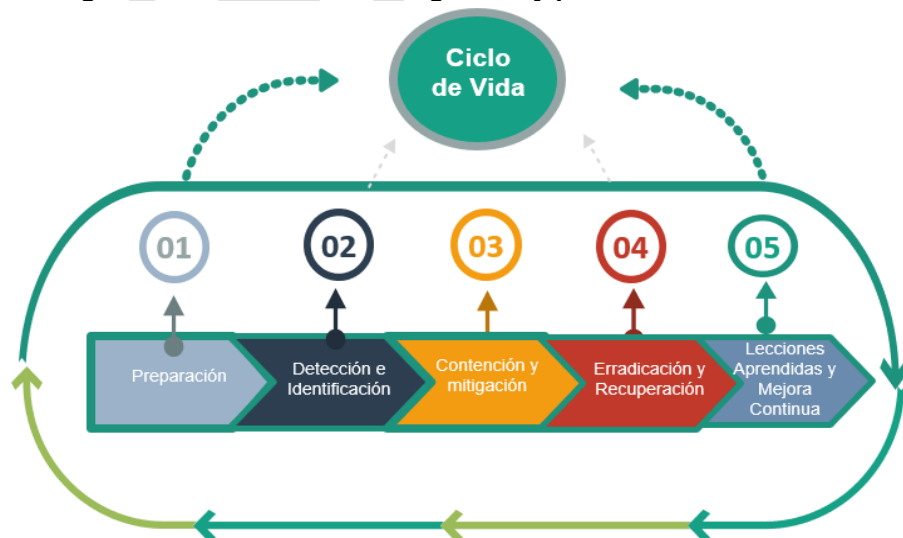 Ciclo
de Vida
01
02
03
04
05
Preparación
Detección e
Identificación
Contención y
mitigación
Erradicación y
Recuperación
Lecciones
Aprendidas y
Mejora
Continua